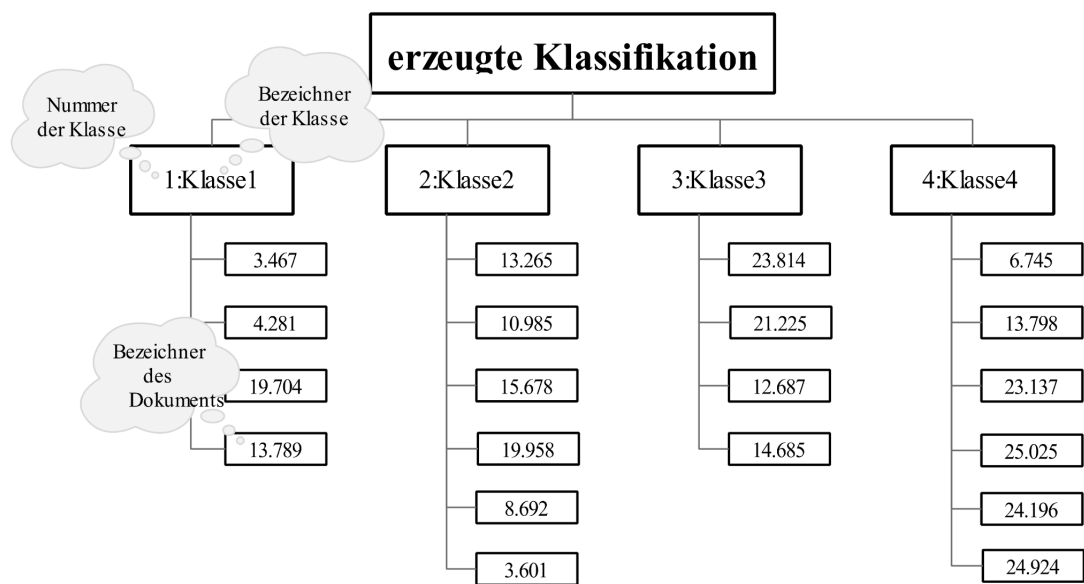 erzeugte Klassifikation
Nummer
der Klasse
Bezeichner
der Klasse
1:Klasse1
2:Klasse2
3:Klasse3
4:Klasse4
3.467
4.281
19.704
13.789
Bezeichner
des
Dokuments
13.265
10.985
15.678
19.958
8.692
3.601
23.814
21.225
12.687
14.685
6.745
13.798
23.137
25.025
24.196
24.924